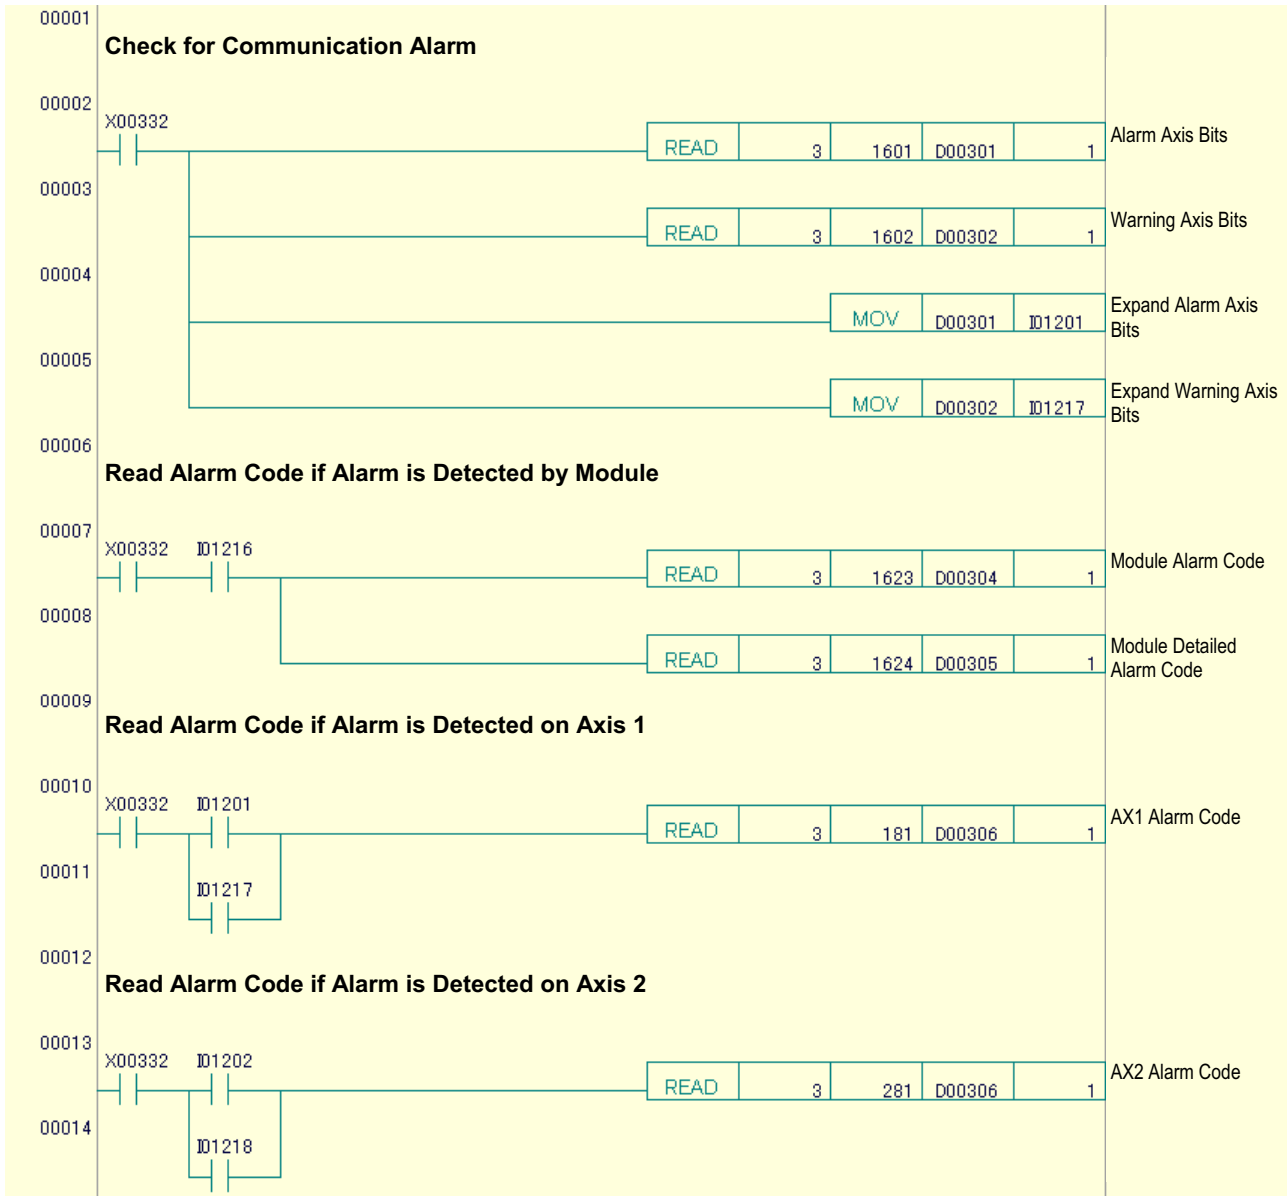 00001
Check for Communication Alarm
00002
X00332
READ 3 1601 D00301 1 Alarm Axis Bits
00003
READ 3 1602 D00302 1 Warning Axis Bits
00004
MOV D00301 I01201 Expand Alarm Axis
Bits
00005
MOV D00302 I01217 Expand Warning Axis
Bits
00006
Read Alarm Code if Alarm is Detected by Module
00007
X00332 I01216
READ 3 1623 D00304 1 Module Alarm Code
00008
READ 3 1624 D00305 1 Module Detailed
Alarm Code
00009
Read Alarm Code if Alarm is Detected on Axis 1
00010
X00332 I01201
READ 3 181 D00306 1 AX1 Alarm Code
00011
I01217
00012
Read Alarm Code if Alarm is Detected on Axis 2
00013
X00332 I01202
READ 3 281 D00306 1 AX2 Alarm Code
00014
I01218